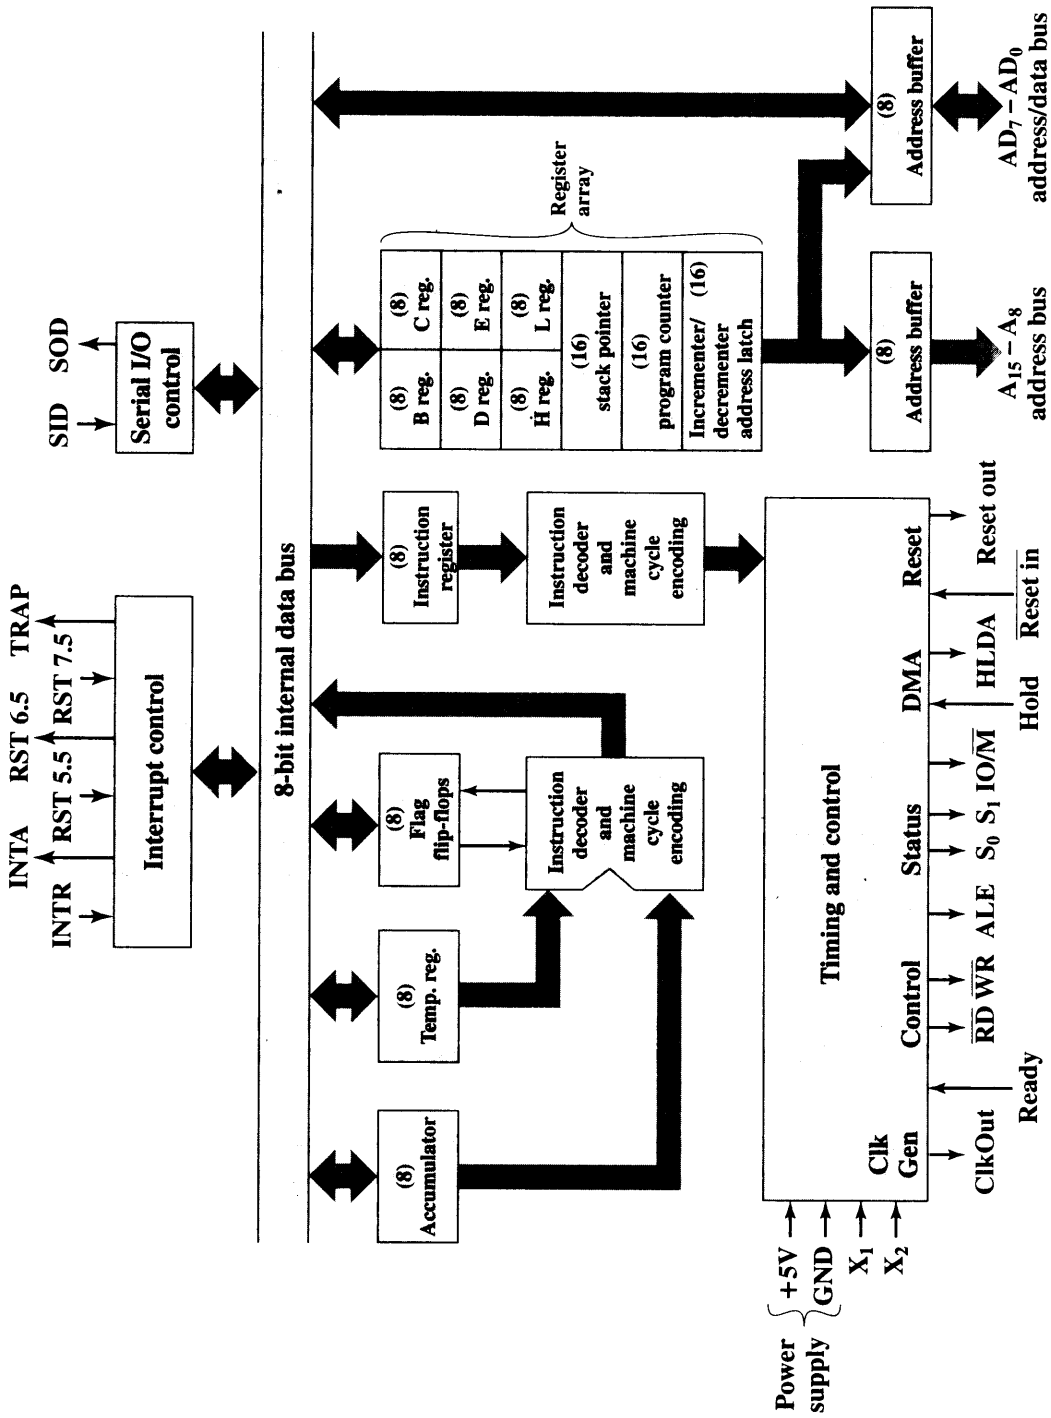 INTA RST 6.5 TRAP
INTR RST 5.5 RST 7.5
SID SOD
Interrupt control
Serial I/O
control
8-bit internal data bus
(8)
Accumulator
(8)
Temp. reg.
(8)
Flag
flip-flops
(8)
Instruction
register
(8)
B reg.
(8)
C reg.
(8)
D reg.
(8)
E reg.
(8)
H reg.
(8)
L reg.
(16)
stack pointer
(16)
program counter
Incrementer/ (16)
decrementer
address latch
Register
array
Instruction
decoder
and
machine
cycle
encoding
Instruction
decoder
and
machine
cycle
encoding
Power
supply
+5V
GND
X₁
X₂
Timing and control
Clk
Gen
Control
Status
DMA
Reset
ClkOut
Ready
R̅D̅ W̅R̅ ALE S₀ S₁ IO/M̅
Hold
HLDA
R̅e̅s̅e̅t̅ i̅n̅
Reset out
(8)
Address buffer
(8)
Address buffer
A₁₅ – A₈
address bus
AD₇ – AD₀
address/data bus